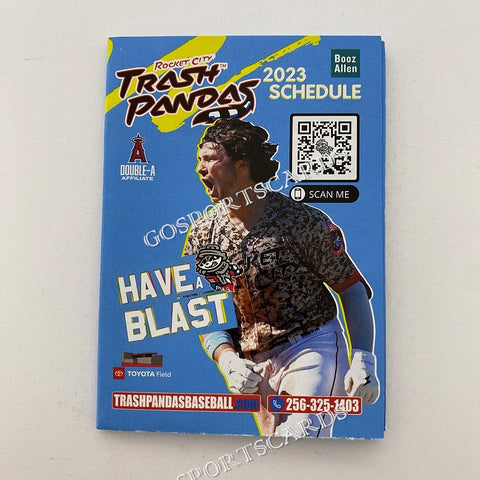 ROCKET CITY
TRASH PANDAS™
2023
SCHEDULE
Booz
Allen
A
DOUBLE-A
AFFILIATE
SCAN ME
GOSPORTSCARDS
HAVE A
BLAST
TOYOTA Field
TRASHPANDASBASEBALL.COM
256-325-1403
GOSPORTSCARDS